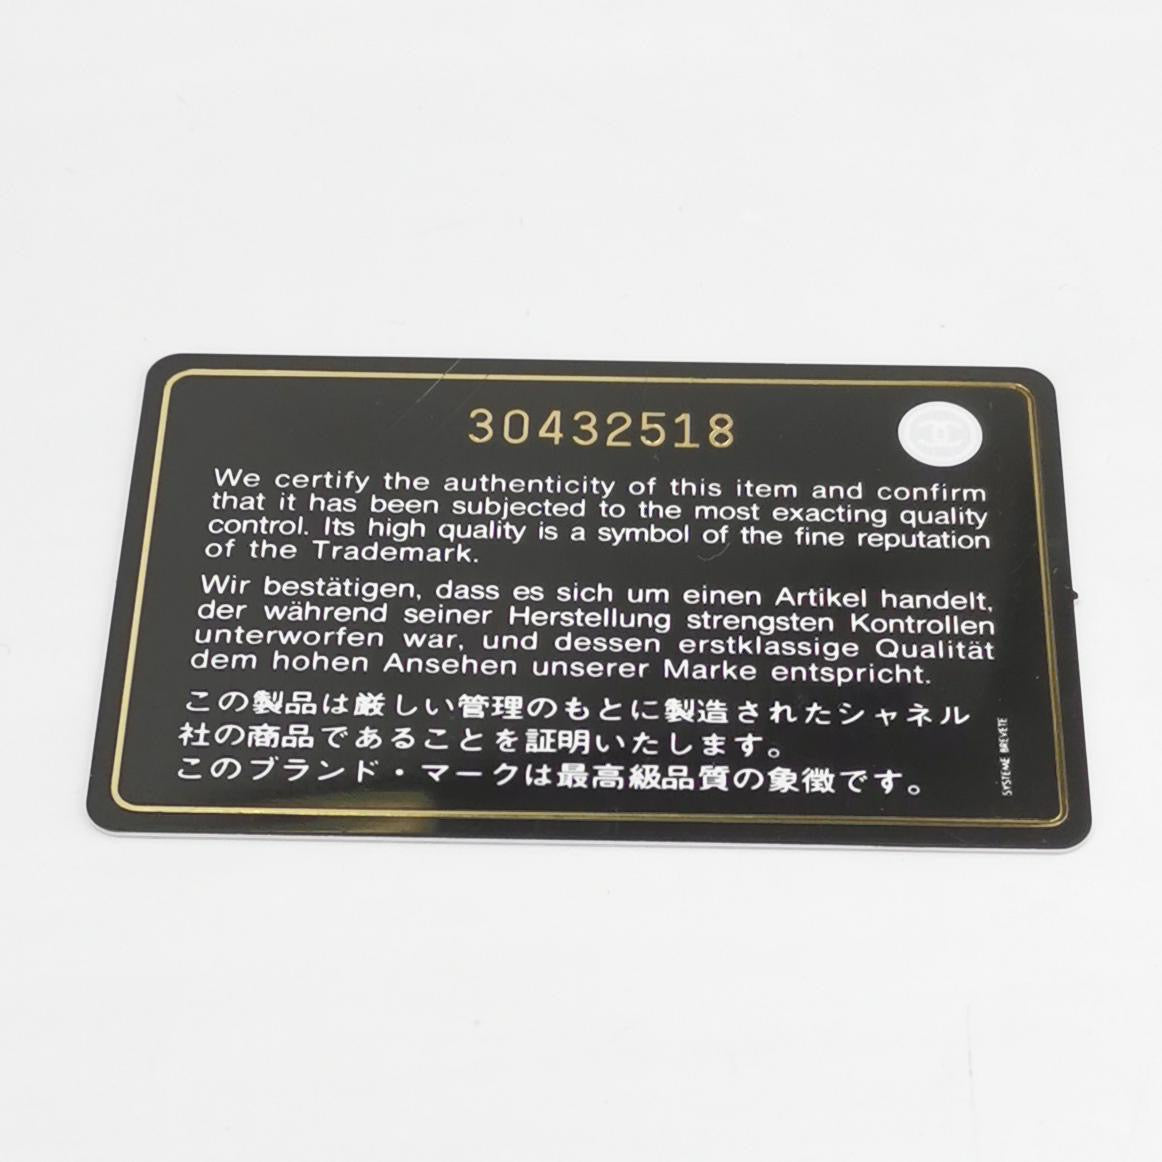 30432518
We certify the authenticity of this item and confirm
that it has been subjected to the most exacting quality
control. Its high quality is a symbol of the fine reputation
of the Trademark.
Wir bestätigen, dass es sich um einen Artikel handelt,
der während seiner Herstellung strengsten Kontrollen
unterworfen war, und dessen erstklassige Qualität
dem hohen Ansehen unserer Marke entspricht.
この製品は厳しい管理のもとに製造されたシャネル
社の商品であることを証明いたします。
このブランド・マークは最高級品質の象徴です。
SYSTEME BREVETE